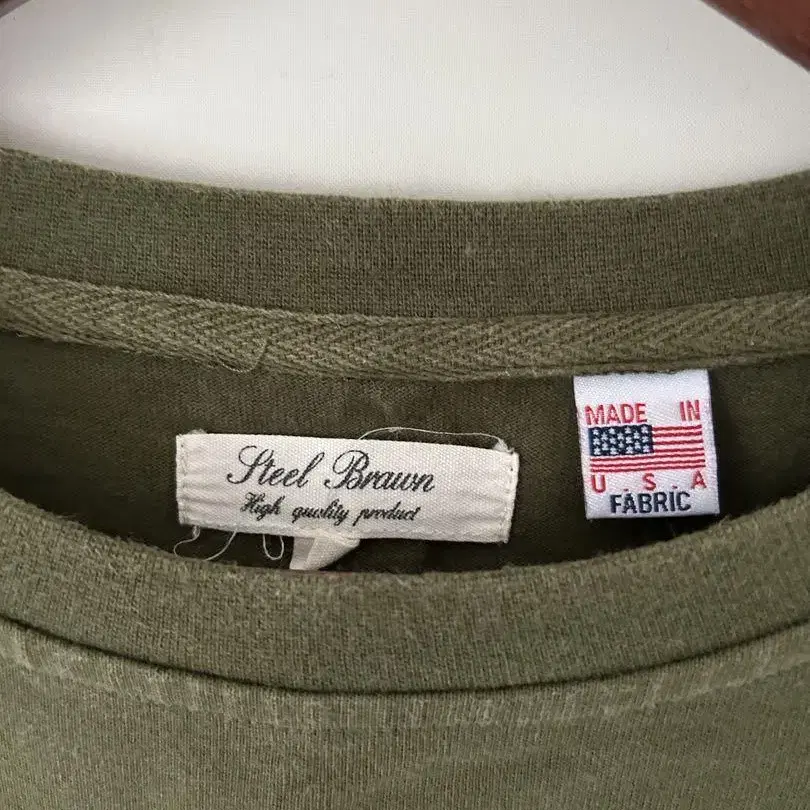 Steel Brawn
High quality product
MADE IN
U . S . A
FABRIC